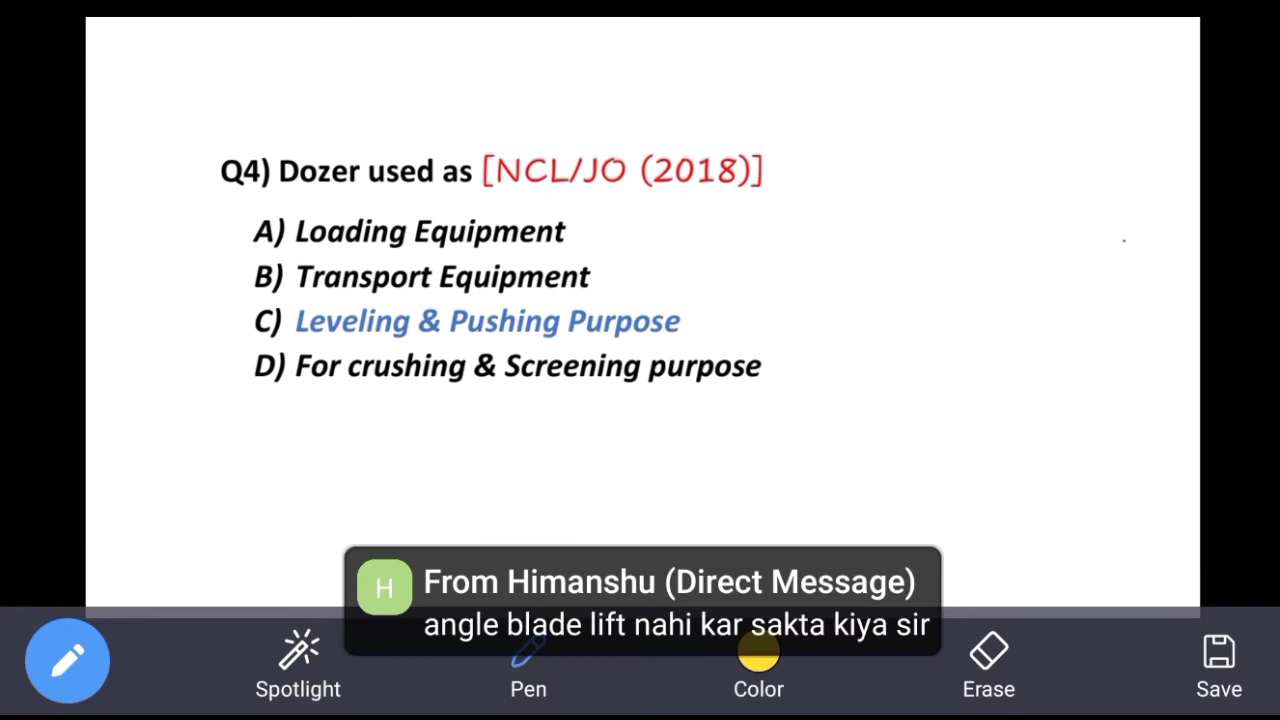 Q4) Dozer used as [NCL/JO (2018)]
A) Loading Equipment
B) Transport Equipment
C) Leveling & Pushing Purpose
D) For crushing & Screening purpose
H
From Himanshu (Direct Message)
angle blade lift nahi kar sakta kiya sir
Spotlight
Pen
Color
Erase
Save